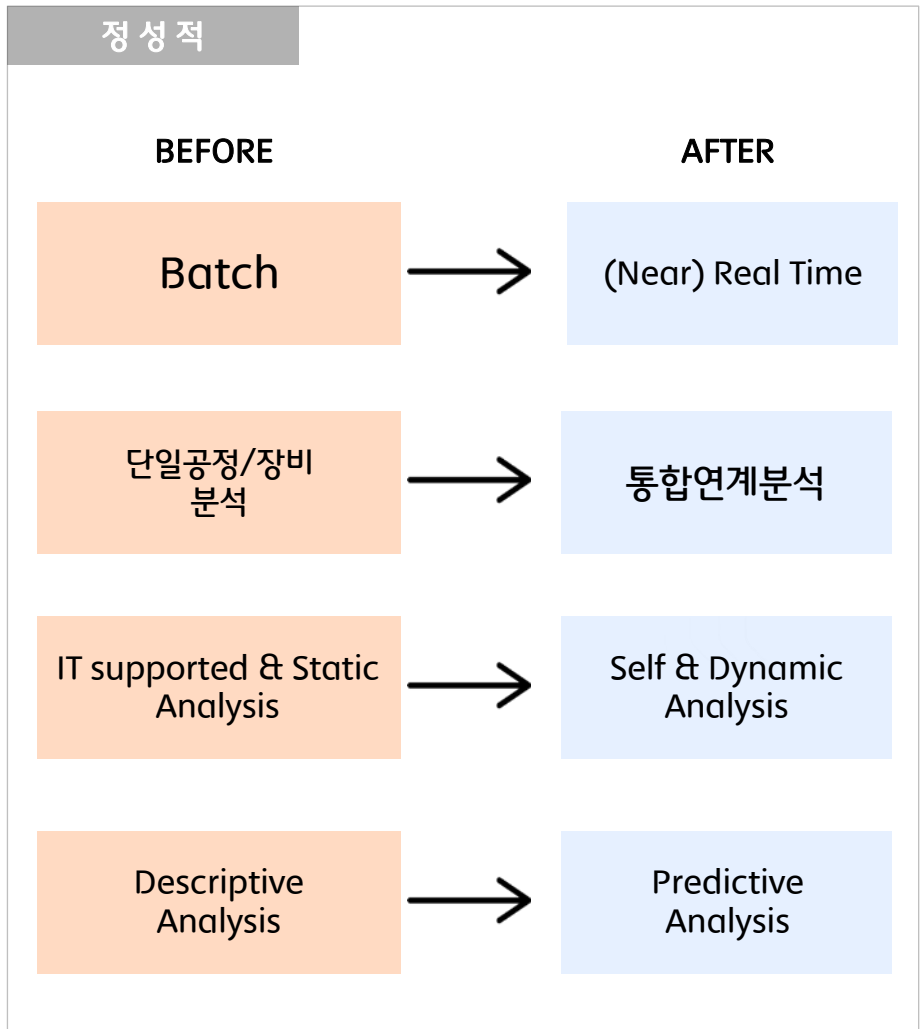 정성적
BEFORE
AFTER
Batch
(Near) Real Time
단일공정/장비
분석
통합연계분석
IT supported & Static
Analysis
Self & Dynamic
Analysis
Descriptive
Analysis
Predictive
Analysis